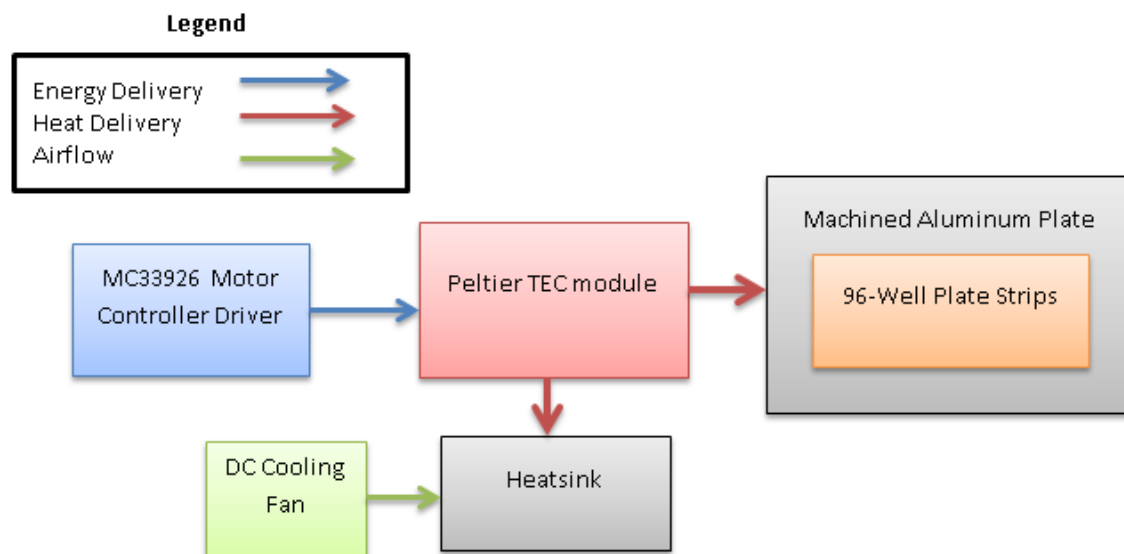 Legend
Energy Delivery
Heat Delivery
Airflow
MC33926 Motor
Controller Driver
Peltier TEC module
Machined Aluminum Plate
96-Well Plate Strips
DC Cooling
Fan
Heatsink